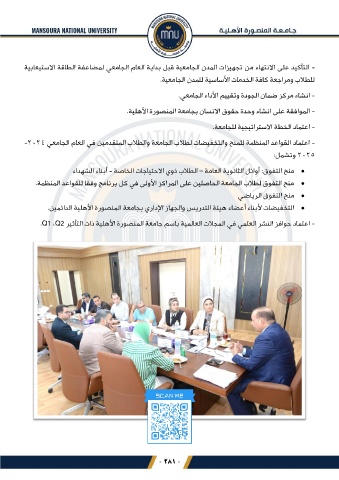 MANSOURA NATIONAL UNIVERSITY
جامعة المنصورة الأهلية
- التأكيد على الانتهاء من تجهيزات المدن الجامعية قبل بداية العام الجامعي لمضاعفة الطاقة الاستيعابية
للطلاب ومراجعة كافة الخدمات الأساسية للمدن الجامعية.
- انشاء مركز ضمان الجودة وتقييم الأداء الجامعي.
- الموافقة على انشاء وحدة حقوق الانسان بجامعة المنصورة الأهلية.
- اعتماد الخطة الاستراتيجية للجامعة.
- اعتماد القواعد المنظمة للمنح والتخفيضات لطلاب الجامعة والطلاب المتقدمين في العام الجامعي ٢٠٢٤-
٢٠٢٥ وتشمل:
• منح التفوق: أوائل الثانوية العامة – الطلاب ذوي الاحتياجات الخاصة - أبناء الشهداء
• منح التفوق لطلاب الجامعة الحاصلين على المراكز الأولى في كل برنامج وفقا للقواعد المنظمة.
• منح التفوق الرياضي
• التخفيضات لأبناء أعضاء هيئة التدريس والجهاز الإداري بجامعة المنصورة الأهلية الدائمين.
- اعتماد حوافز النشر العلمي في المجلات العالمية باسم جامعة المنصورة الأهلية ذات التأثير Q1، Q2.
SCAN ME
- ٢٨١ -